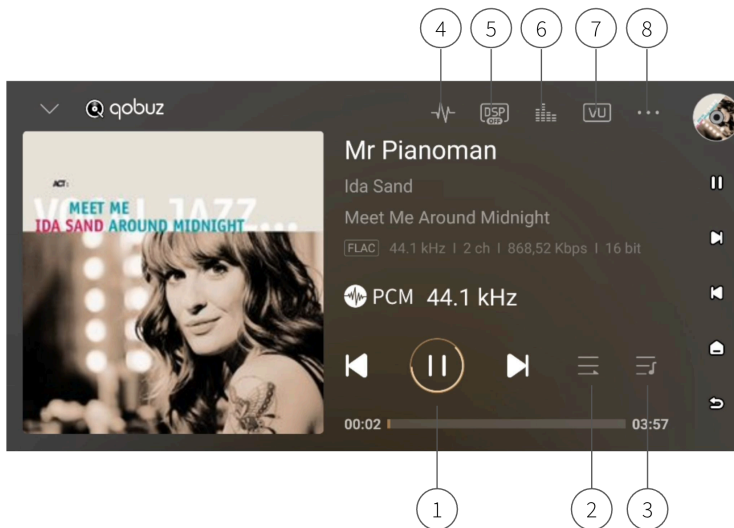 4 5 6 7 8
qobuz
DSP
OFF
VU
Mr Pianoman
Ida Sand
Meet Me Around Midnight
FLAC 44.1 kHz I 2 ch I 868,52 Kbps I 16 bit
PCM 44.1 kHz
00:02 03:57
ACT:
MEET ME
IDA SAND AROUND MIDNIGHT
1 2 3